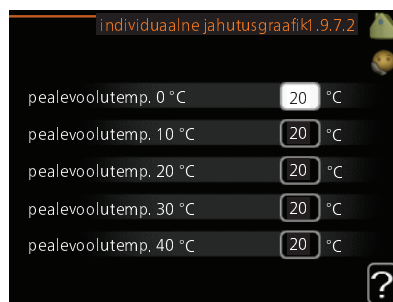 individuaalne jahutusgraafik1.9.7.2
pealevoolutemp. 0 °C 20 °C
pealevoolutemp. 10 °C 20 °C
pealevoolutemp. 20 °C 20 °C
pealevoolutemp. 30 °C 20 °C
pealevoolutemp. 40 °C 20 °C
?